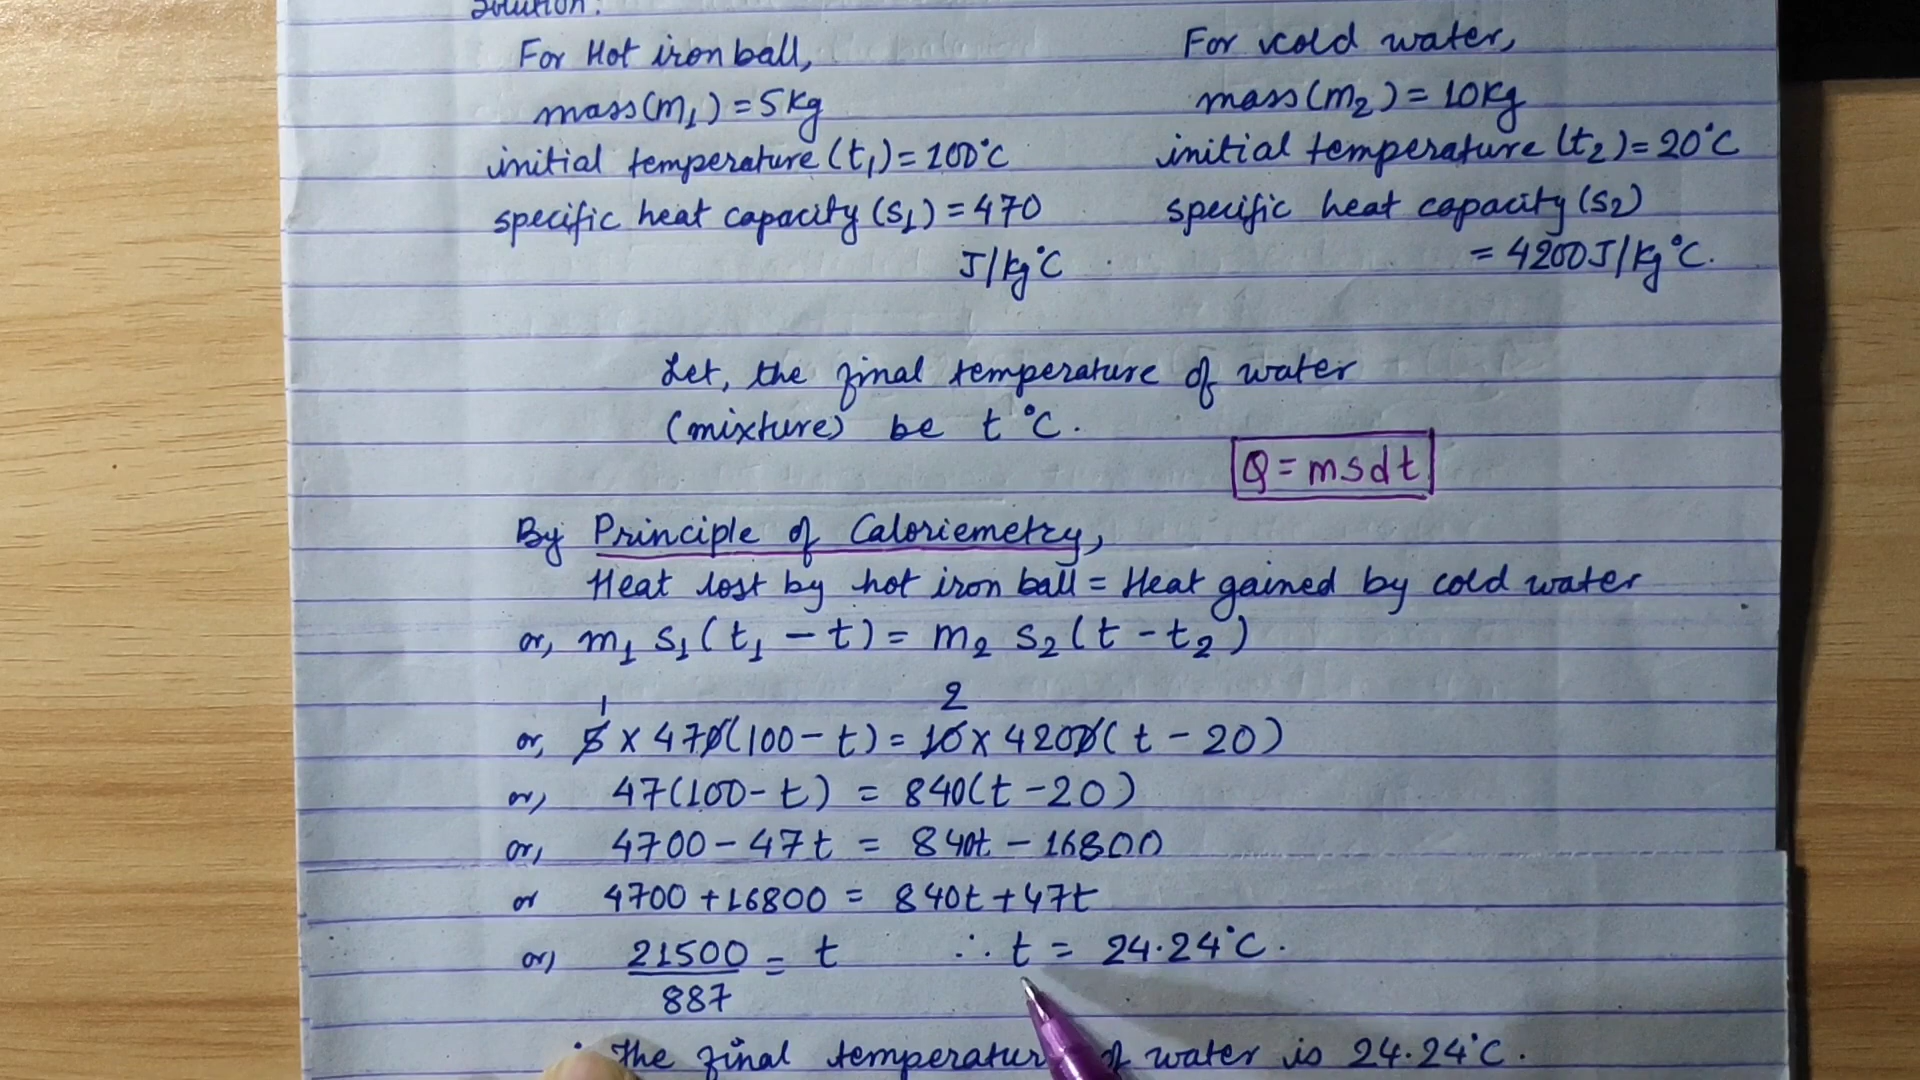 Solution:
For Hot iron ball,
mass(m₁) = 5Kg
initial temperature (t₁) = 100°C
specific heat capacity (s₁) = 470
J/kg°C
For cold water,
mass(m₂) = 10Kg
initial temperature (t₂) = 20°C
specific heat capacity (s₂)
= 4200J/kg°C.
Let, the final temperature of water
(mixture) be t °C.
Q = msdt
By Principle of Caloriemetry,
Heat lost by hot iron ball = Heat gained by cold water
or, m₁ s₁ (t₁ - t) = m₂ s₂ (t - t₂)
1 2
or, 5 x 470(100 - t) = 10 x 4200(t - 20)
or, 47(100 - t) = 840(t - 20)
or, 4700 - 47t = 840t - 16800
or 4700 + 16800 = 840t + 47t
or, 21500/887 = t ∴ t = 24.24°C.
∴ the final temperature of water is 24.24°C.